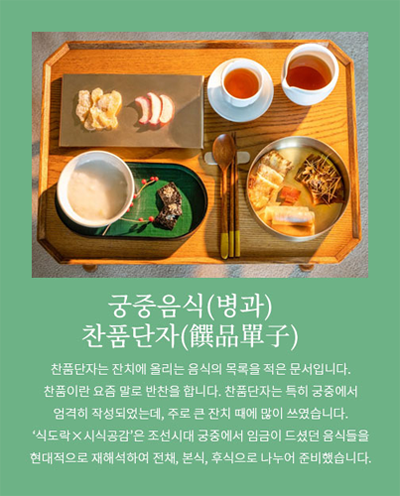 궁중음식(병과)
찬품단자(饌品單子)
찬품단자는 잔치에 올리는 음식의 목록을 적은 문서입니다.
찬품이란 요즘 말로 반찬을 합니다. 찬품단자는 특히 궁중에서
엄격히 작성되었는데, 주로 큰 잔치 때에 많이 쓰였습니다.
‘식도락×시식공감’은 조선시대 궁중에서 임금이 드셨던 음식들을
현대적으로 재해석하여 전채, 본식, 후식으로 나누어 준비했습니다.